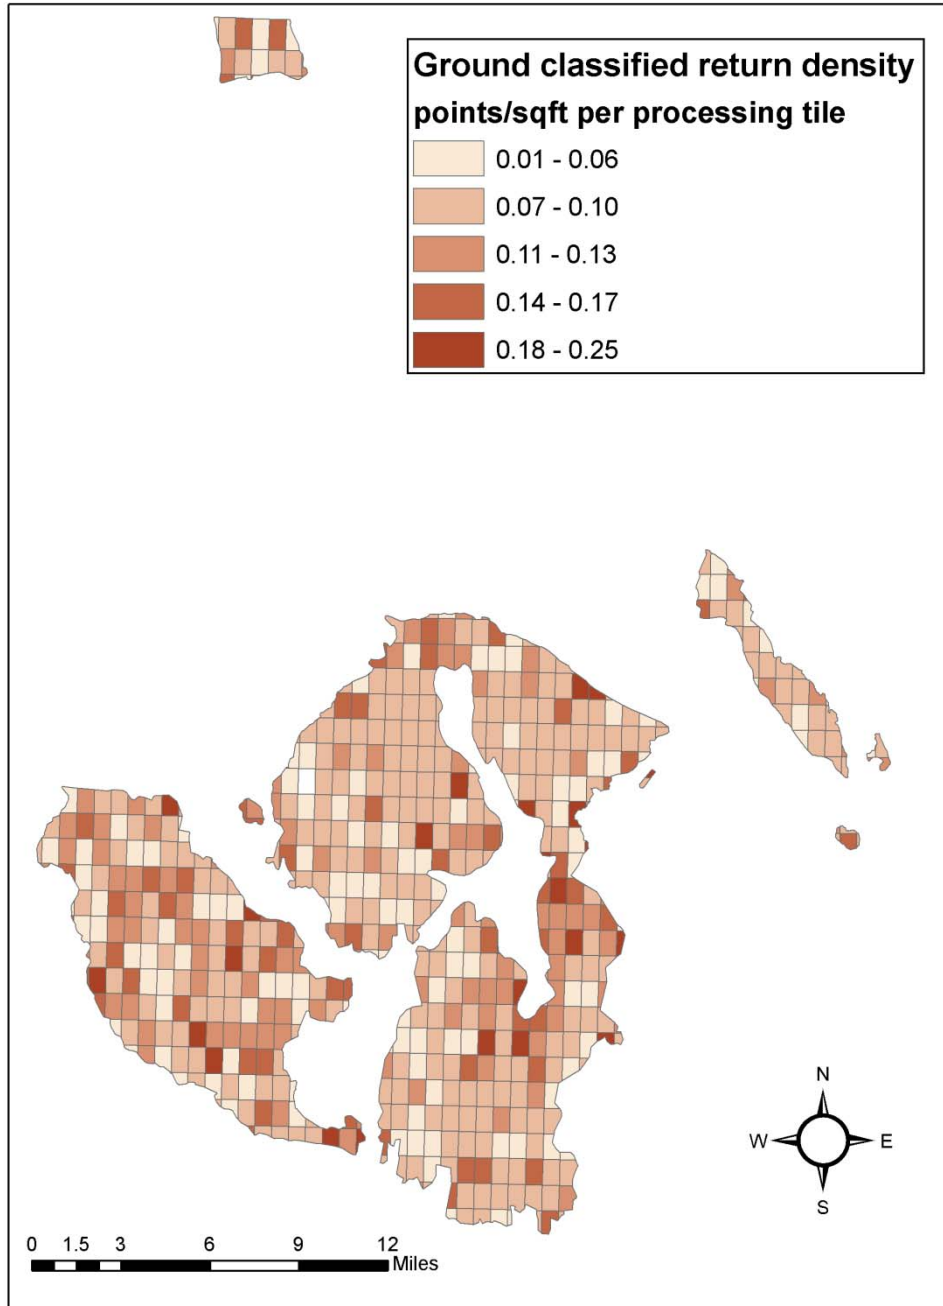 Ground classified return density
points/sqft per processing tile
0.01 - 0.06
0.07 - 0.10
0.11 - 0.13
0.14 - 0.17
0.18 - 0.25
N
W E
S
0 1.5 3 6 9 12
Miles